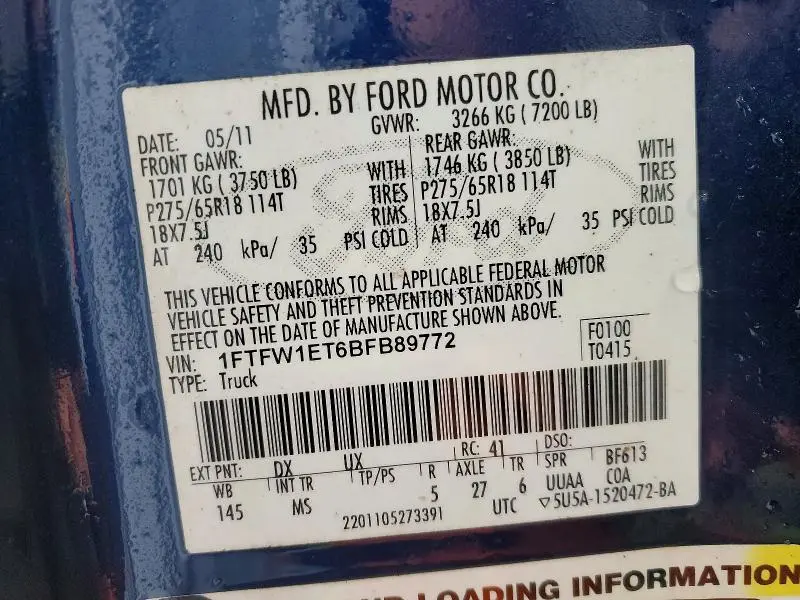 MFD. BY FORD MOTOR CO.
DATE: 05/11 GVWR: 3266 KG ( 7200 LB)
FRONT GAWR: REAR GAWR:
1701 KG ( 3750 LB) WITH 1746 KG ( 3850 LB) WITH
P275/65R18 114T TIRES P275/65R18 114T TIRES
18X7.5J RIMS 18X7.5J RIMS
AT 240 kPa/ 35 PSI COLD AT 240 kPa/ 35 PSI COLD
THIS VEHICLE CONFORMS TO ALL APPLICABLE FEDERAL MOTOR
VEHICLE SAFETY AND THEFT PREVENTION STANDARDS IN
EFFECT ON THE DATE OF MANUFACTURE SHOWN ABOVE.
VIN: 1FTFW1ET6BFB89772 F0100
TYPE: Truck T0415
EXT PNT: DX UX RC: 41 DSO:
WB INT TR TP/PS R AXLE TR SPR BF613
145 MS 5 27 6 UUAA COA
2201105273391 UTC ▽5U5A-1520472-BA
LOADING INFORMATION